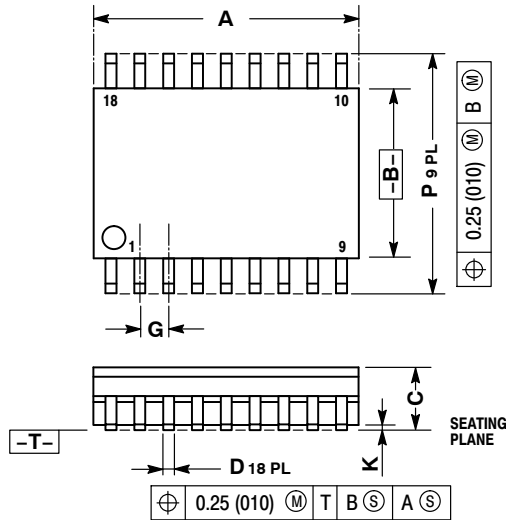 A
18 10
-B-
P 9 PL
⌖ 0.25 (010) Ⓜ B Ⓜ
1 9
G
C
SEATING
PLANE
-T-
K
D 18 PL
⌖ 0.25 (010) Ⓜ T B Ⓢ A Ⓢ